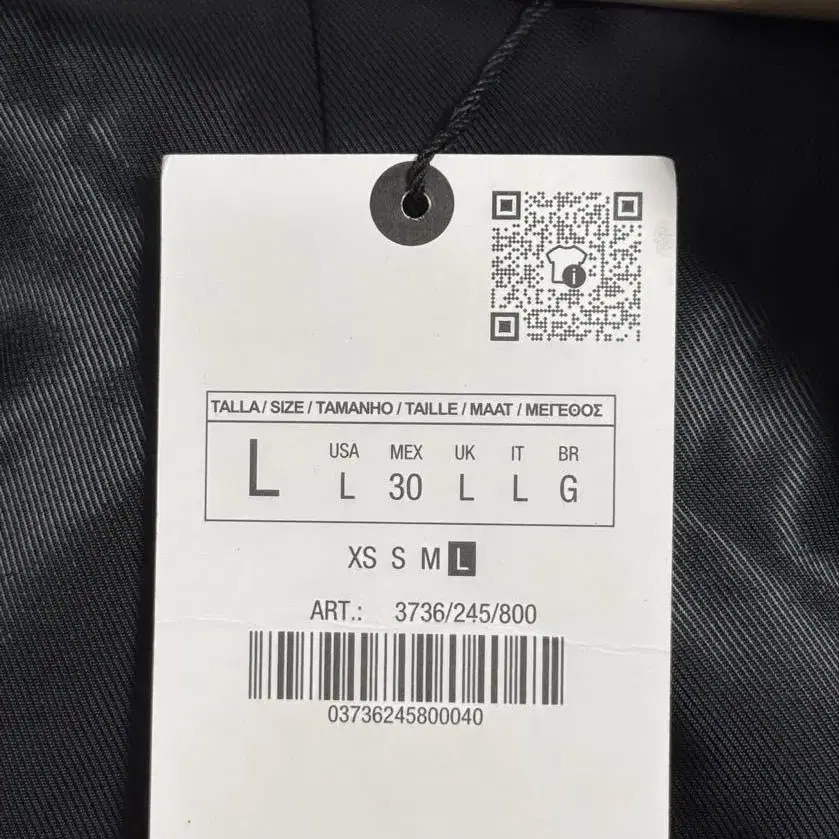 TALLA / SIZE / TAMANHO / TAILLE / MAAT / ΜΕΓΕΘΟΣ
USA MEX UK IT BR
L L 30 L L G
XS S M L
ART.: 3736/245/800
03736245800040